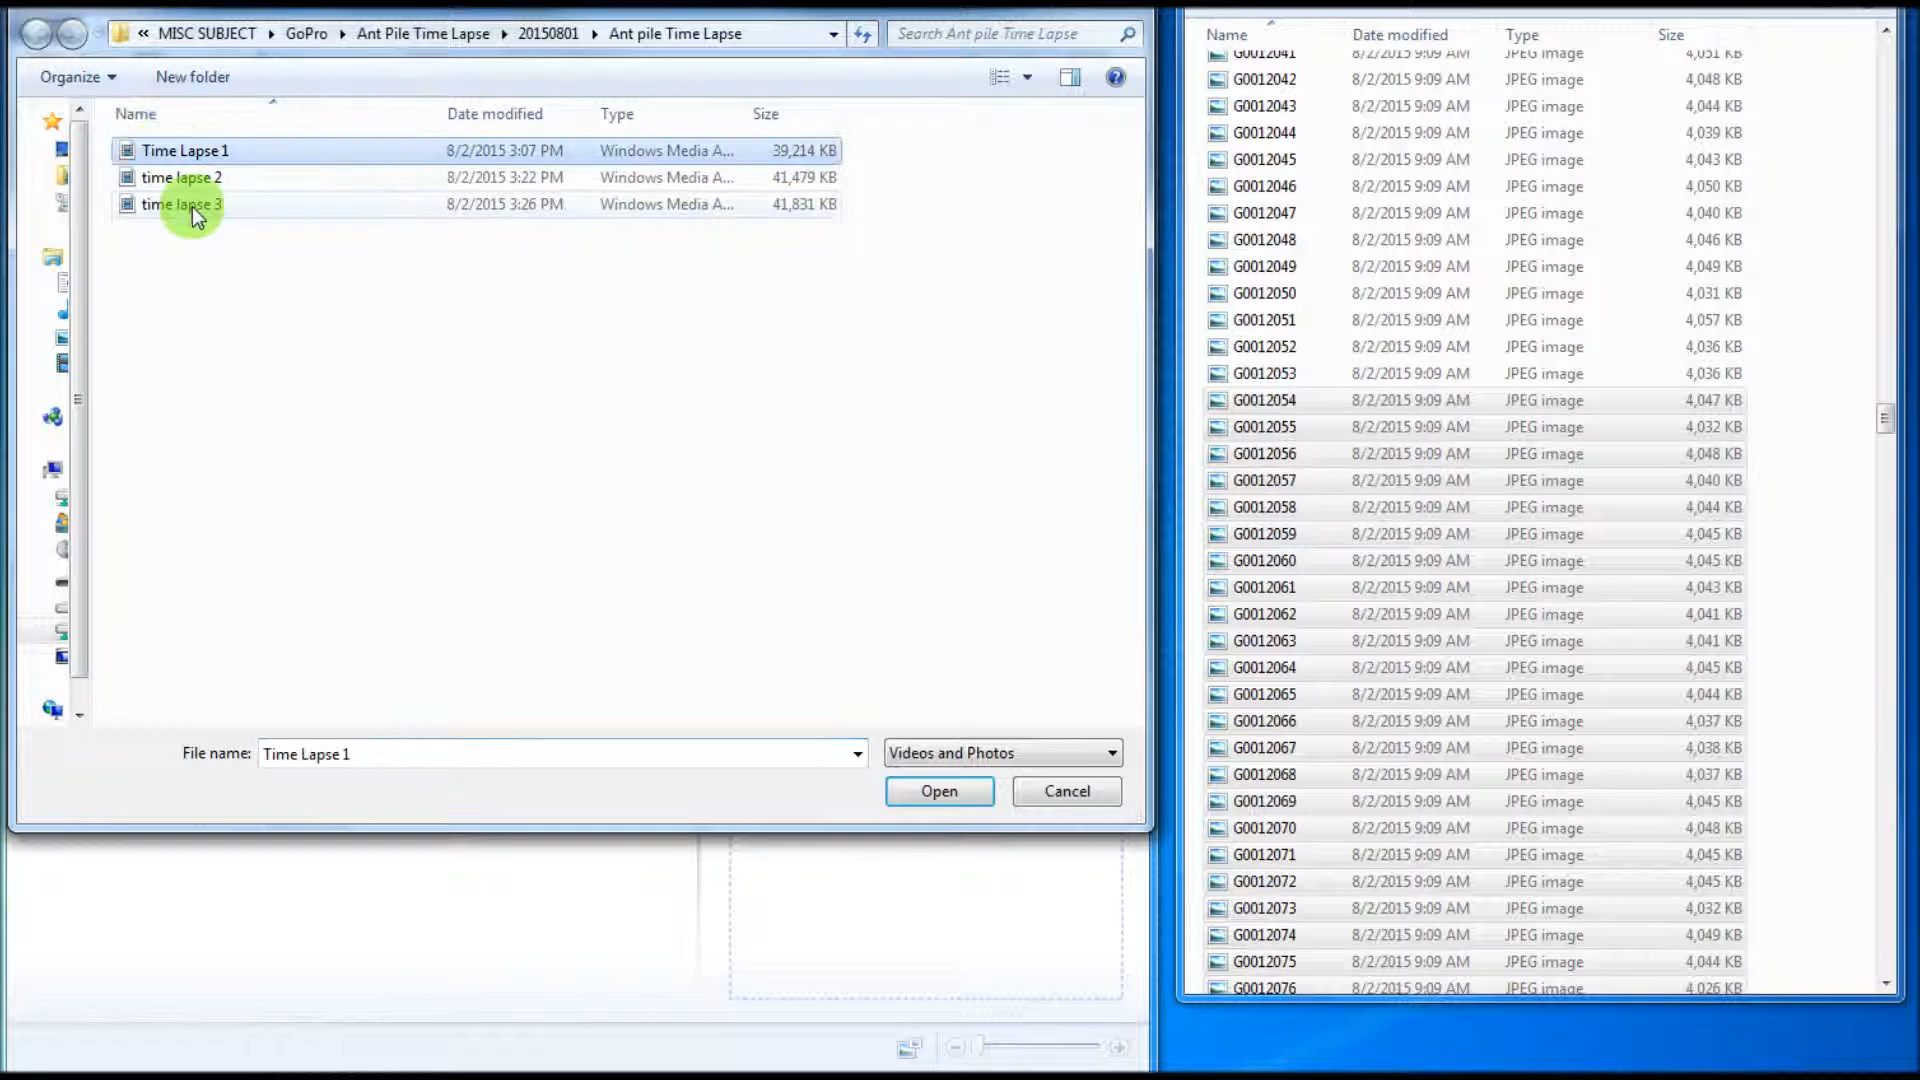 « MISC SUBJECT ▸ GoPro ▸ Ant Pile Time Lapse ▸ 20150801 ▸ Ant pile Time Lapse
Search Ant pile Time Lapse
Organize New folder
Name Date modified Type Size
Time Lapse 1 8/2/2015 3:07 PM Windows Media A... 39,214 KB
time lapse 2 8/2/2015 3:22 PM Windows Media A... 41,479 KB
time lapse 3 8/2/2015 3:26 PM Windows Media A... 41,831 KB
File name: Time Lapse 1 Videos and Photos
Open Cancel
Name Date modified Type Size
G0012041 8/2/2015 9:09 AM JPEG image 4,051 KB
G0012042 8/2/2015 9:09 AM JPEG image 4,048 KB
G0012043 8/2/2015 9:09 AM JPEG image 4,044 KB
G0012044 8/2/2015 9:09 AM JPEG image 4,039 KB
G0012045 8/2/2015 9:09 AM JPEG image 4,043 KB
G0012046 8/2/2015 9:09 AM JPEG image 4,050 KB
G0012047 8/2/2015 9:09 AM JPEG image 4,040 KB
G0012048 8/2/2015 9:09 AM JPEG image 4,046 KB
G0012049 8/2/2015 9:09 AM JPEG image 4,049 KB
G0012050 8/2/2015 9:09 AM JPEG image 4,031 KB
G0012051 8/2/2015 9:09 AM JPEG image 4,057 KB
G0012052 8/2/2015 9:09 AM JPEG image 4,036 KB
G0012053 8/2/2015 9:09 AM JPEG image 4,036 KB
G0012054 8/2/2015 9:09 AM JPEG image 4,047 KB
G0012055 8/2/2015 9:09 AM JPEG image 4,032 KB
G0012056 8/2/2015 9:09 AM JPEG image 4,048 KB
G0012057 8/2/2015 9:09 AM JPEG image 4,040 KB
G0012058 8/2/2015 9:09 AM JPEG image 4,044 KB
G0012059 8/2/2015 9:09 AM JPEG image 4,045 KB
G0012060 8/2/2015 9:09 AM JPEG image 4,045 KB
G0012061 8/2/2015 9:09 AM JPEG image 4,043 KB
G0012062 8/2/2015 9:09 AM JPEG image 4,041 KB
G0012063 8/2/2015 9:09 AM JPEG image 4,041 KB
G0012064 8/2/2015 9:09 AM JPEG image 4,045 KB
G0012065 8/2/2015 9:09 AM JPEG image 4,044 KB
G0012066 8/2/2015 9:09 AM JPEG image 4,037 KB
G0012067 8/2/2015 9:09 AM JPEG image 4,038 KB
G0012068 8/2/2015 9:09 AM JPEG image 4,037 KB
G0012069 8/2/2015 9:09 AM JPEG image 4,045 KB
G0012070 8/2/2015 9:09 AM JPEG image 4,048 KB
G0012071 8/2/2015 9:09 AM JPEG image 4,045 KB
G0012072 8/2/2015 9:09 AM JPEG image 4,045 KB
G0012073 8/2/2015 9:09 AM JPEG image 4,032 KB
G0012074 8/2/2015 9:09 AM JPEG image 4,049 KB
G0012075 8/2/2015 9:09 AM JPEG image 4,044 KB
G0012076 8/2/2015 9:09 AM JPEG image 4,026 KB